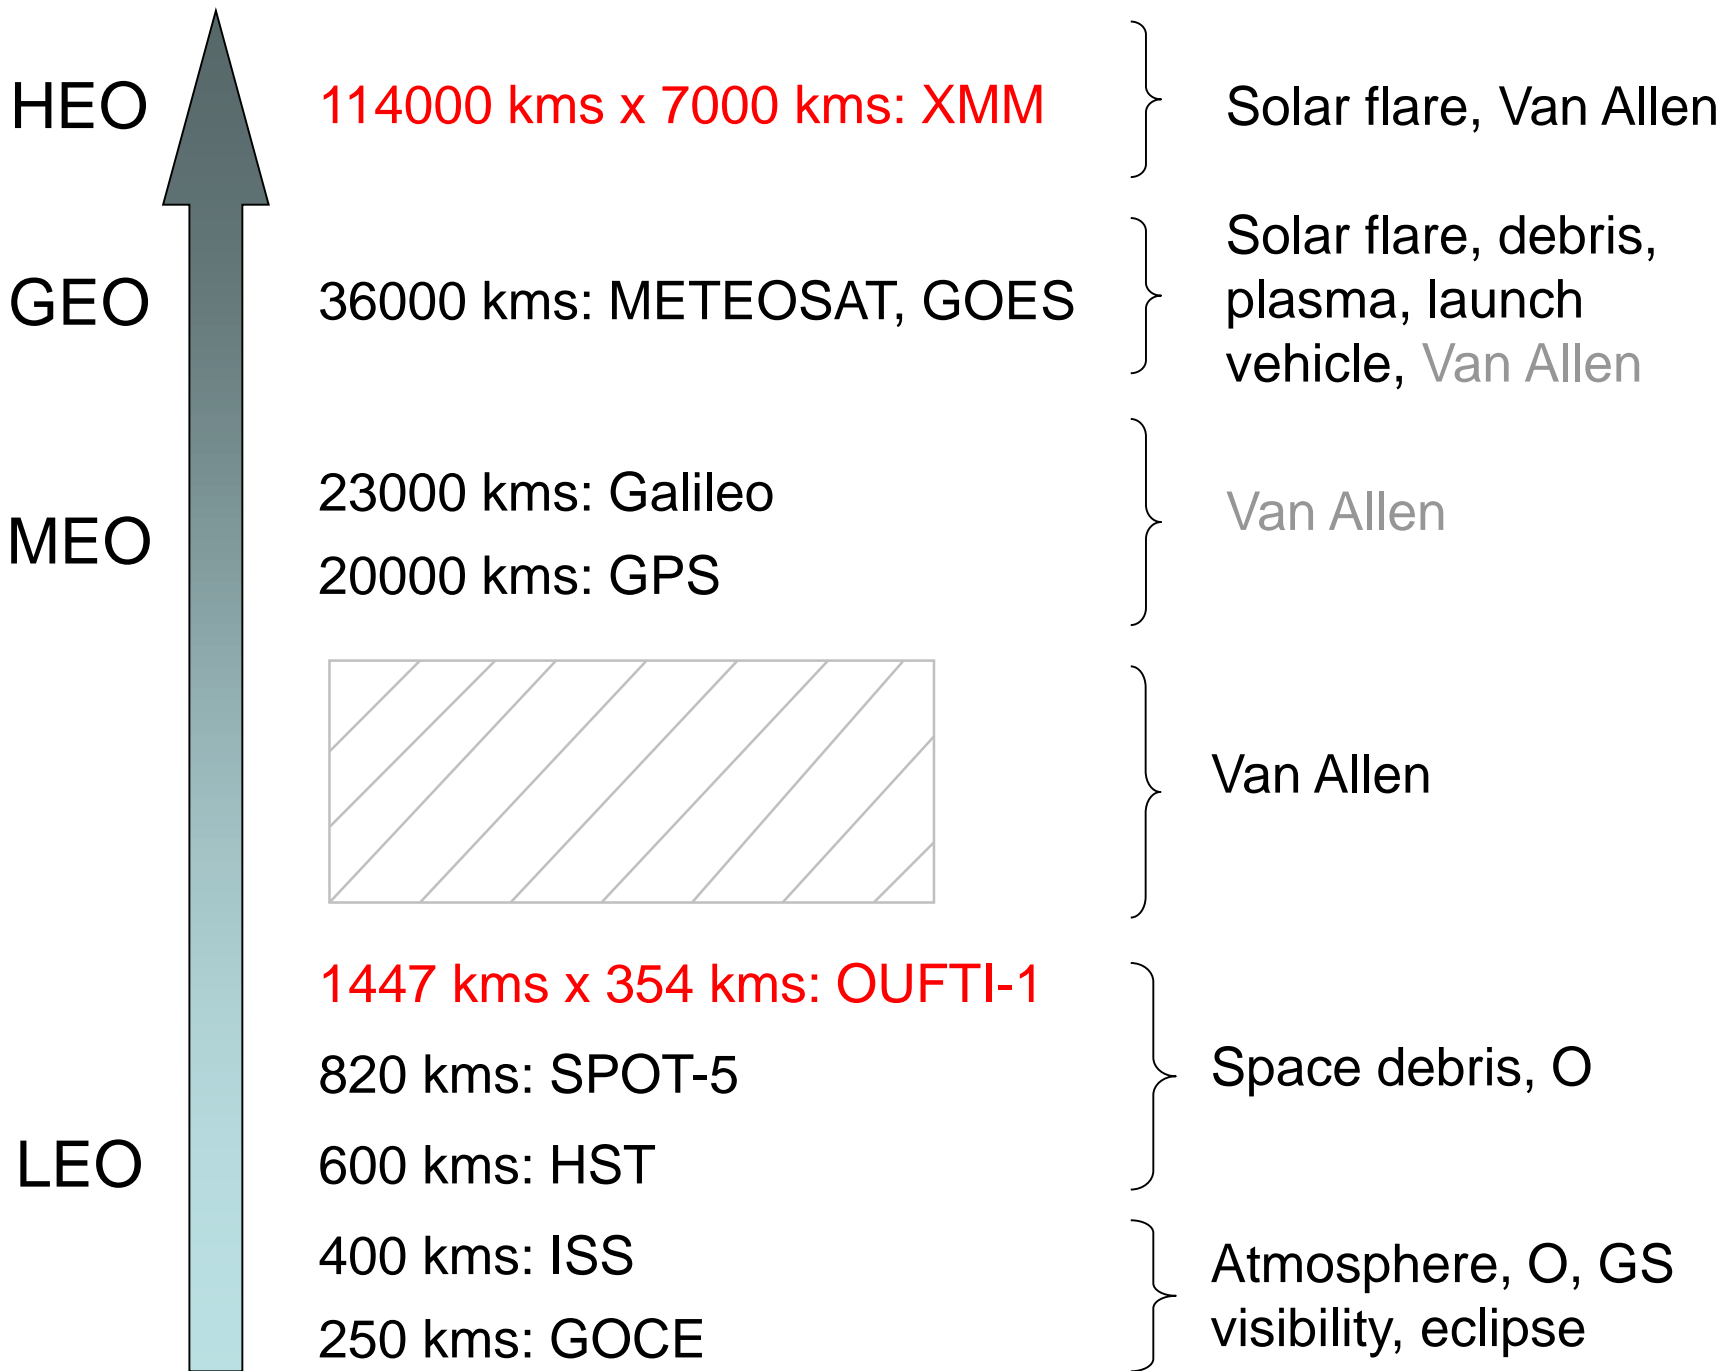 HEO
114000 kms x 7000 kms: XMM
Solar flare, Van Allen
GEO
36000 kms: METEOSAT, GOES
Solar flare, debris,
plasma, launch
vehicle, Van Allen
MEO
23000 kms: Galileo
20000 kms: GPS
Van Allen
Van Allen
LEO
1447 kms x 354 kms: OUFTI-1
820 kms: SPOT-5
600 kms: HST
Space debris, O
400 kms: ISS
250 kms: GOCE
Atmosphere, O, GS
visibility, eclipse